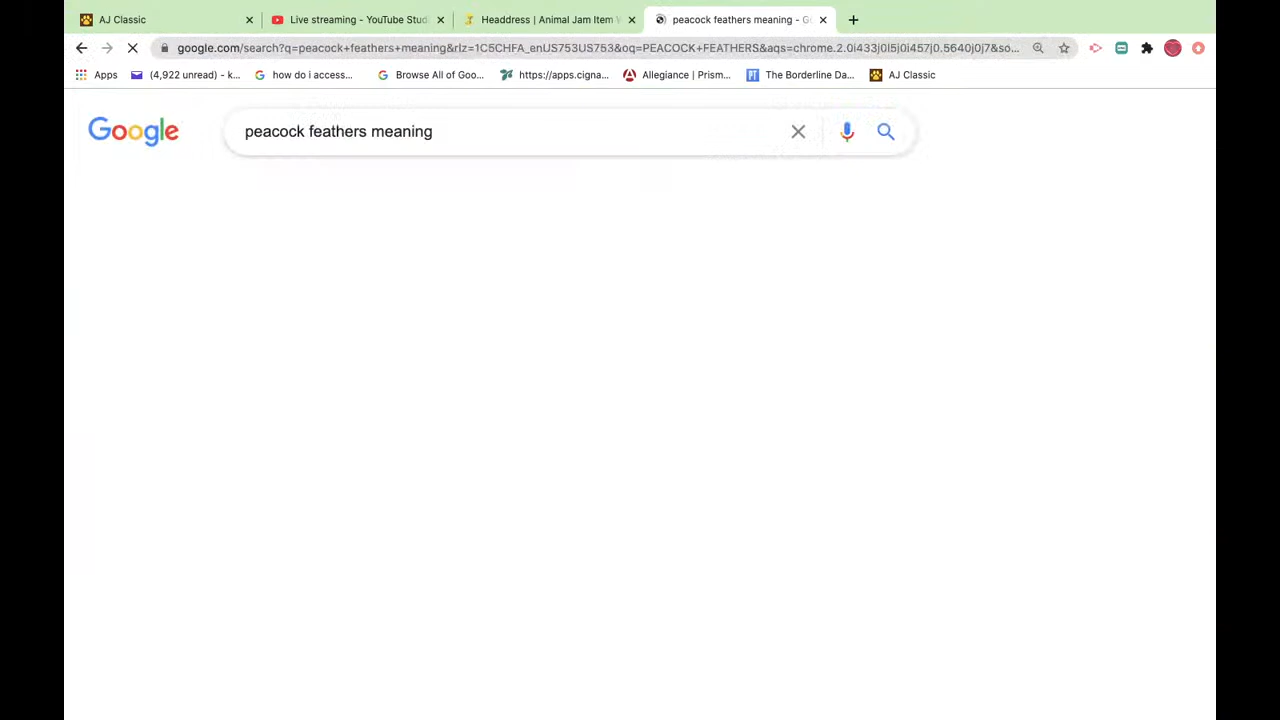 AJ Classic
Live streaming - YouTube Stud
Headdress | Animal Jam Item W
peacock feathers meaning - G
google.com/search?q=peacock+feathers+meaning&rlz=1C5CHFA_enUS753US753&oq=PEACOCK+FEATHERS&aqs=chrome.2.0i433j0l5j0i457j0.5640j0j7&so...
Apps
(4,922 unread) - k...
how do i access...
Browse All of Goo...
https://apps.cigna...
Allegiance | Prism...
The Borderline Da...
AJ Classic
Google
peacock feathers meaning